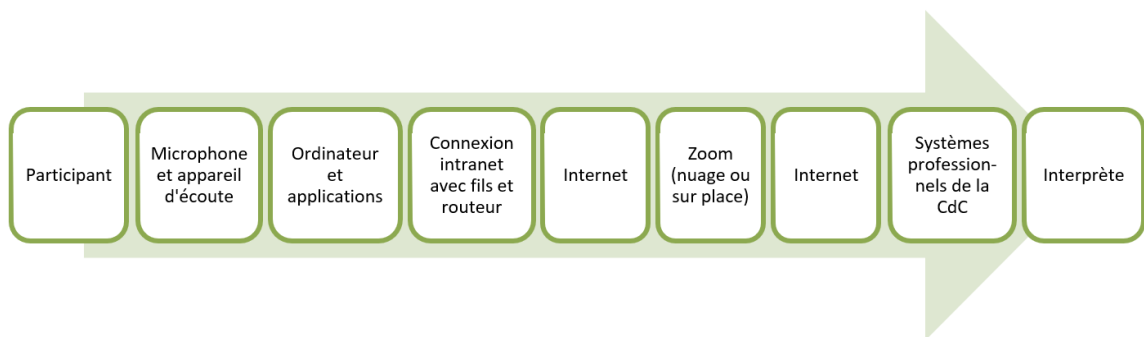 Participant
Microphone
et appareil
d'écoute
Ordinateur
et
applications
Connexion
intranet
avec fils et
routeur
Internet
Zoom
(nuage ou
sur place)
Internet
Systèmes
profession-
nels de la
CdC
Interprète